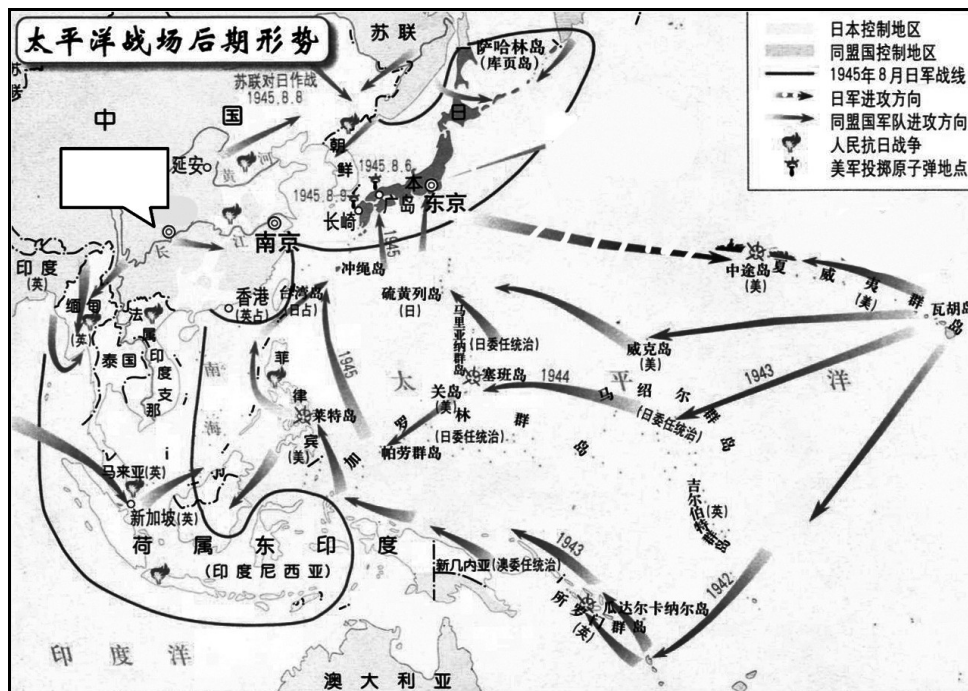 太平洋战场后期形势
日本控制地区
同盟国控制地区
1945年8月日军战线
日军进攻方向
同盟国军队进攻方向
人民抗日战争
美军投掷原子弹地点
苏联
苏联
萨哈林岛
(库页岛)
苏联对日作战
1945.8.8
中国
延安
黄河
朝鲜
日本
1945.8.6
1945.8.9
广岛
东京
长崎
南京
长江
1945
印度
(英)
缅甸
(英)
法属印度支那
泰国
香港
(英占)
台湾岛
(日占)
冲绳岛
硫黄列岛
(日)
中途岛
(美)
夏威夷群岛
(美)
瓦胡岛
威克岛
(美)
马里亚纳群岛
(日委任统治)
塞班岛
关岛
(美)
太平洋
1943
1944
马绍尔群岛
(日委任统治)
加罗林群岛
(日委任统治)
帕劳群岛
1945
南海
菲律宾
(美)
莱特岛
马来亚(英)
新加坡(英)
荷属东印度
(印度尼西亚)
吉尔伯特群岛
(英)
新几内亚(澳委任统治)
1943
1942
瓜达尔卡纳尔岛
所罗门群岛
(英)
印度洋
澳大利亚